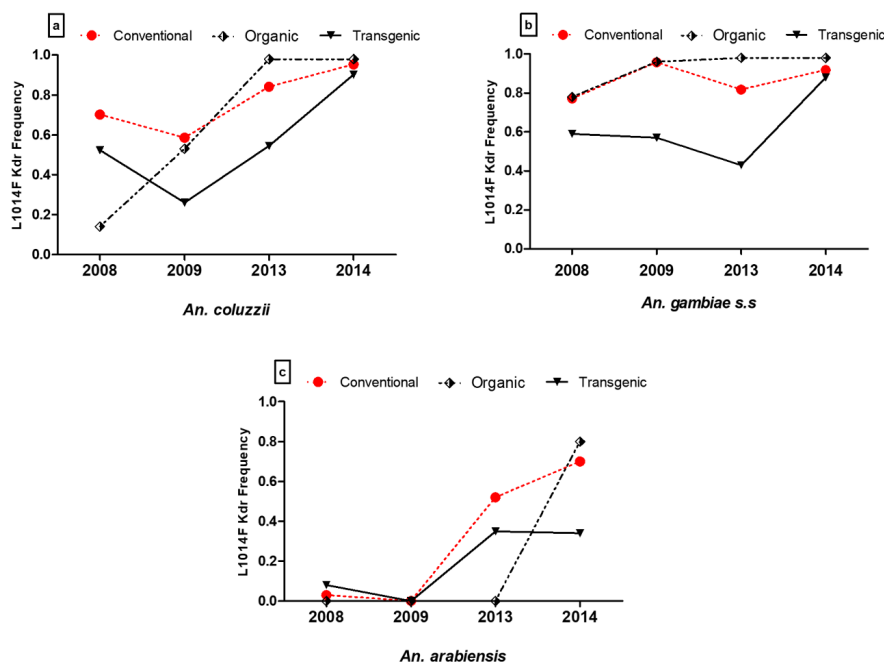 a
Conventional Organic Transgenic
L1014F Kdr Frequency
1.0
0.8
0.6
0.4
0.2
0.0
2008 2009 2013 2014
An. coluzzii
b
Conventional Organic Transgenic
L1014F Kdr Frequency
1.0
0.8
0.6
0.4
0.2
0.0
2008 2009 2013 2014
An. gambiae s.s
c
Conventional Organic Transgenic
L1014F Kdr Frequency
1.0
0.8
0.6
0.4
0.2
0.0
2008 2009 2013 2014
An. arabiensis